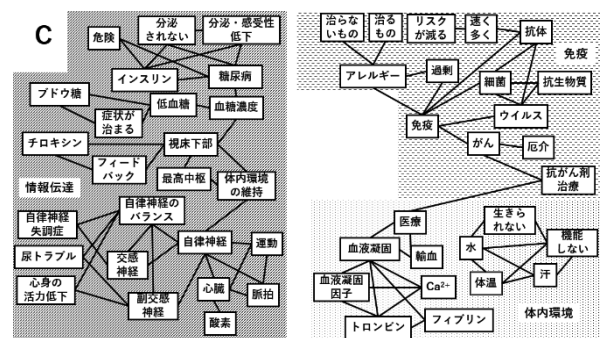 C
危険
分泌
されない
分泌・感受性
低下
インスリン
糖尿病
ブドウ糖
低血糖
血糖濃度
症状が
治まる
チロキシン
視床下部
フィード
バック
最高中枢
体内環境
の維持
情報伝達
自律神経の
バランス
自律神経
失調症
尿トラブル
交感
神経
自律神経
運動
心身の
活力低下
副交感
神経
心臓
脈拍
酸素
治らな
いもの
治る
もの
リスク
が減る
速く
多く
抗体
免疫
アレルギー
過剰
細菌
抗生物質
免疫
ウイルス
がん
厄介
抗がん剤
治療
医療
血液凝固
輸血
血液凝固
因子
Ca²⁺
トロンビン
フィブリン
生きら
れない
機能
しない
水
体温
汗
体内環境